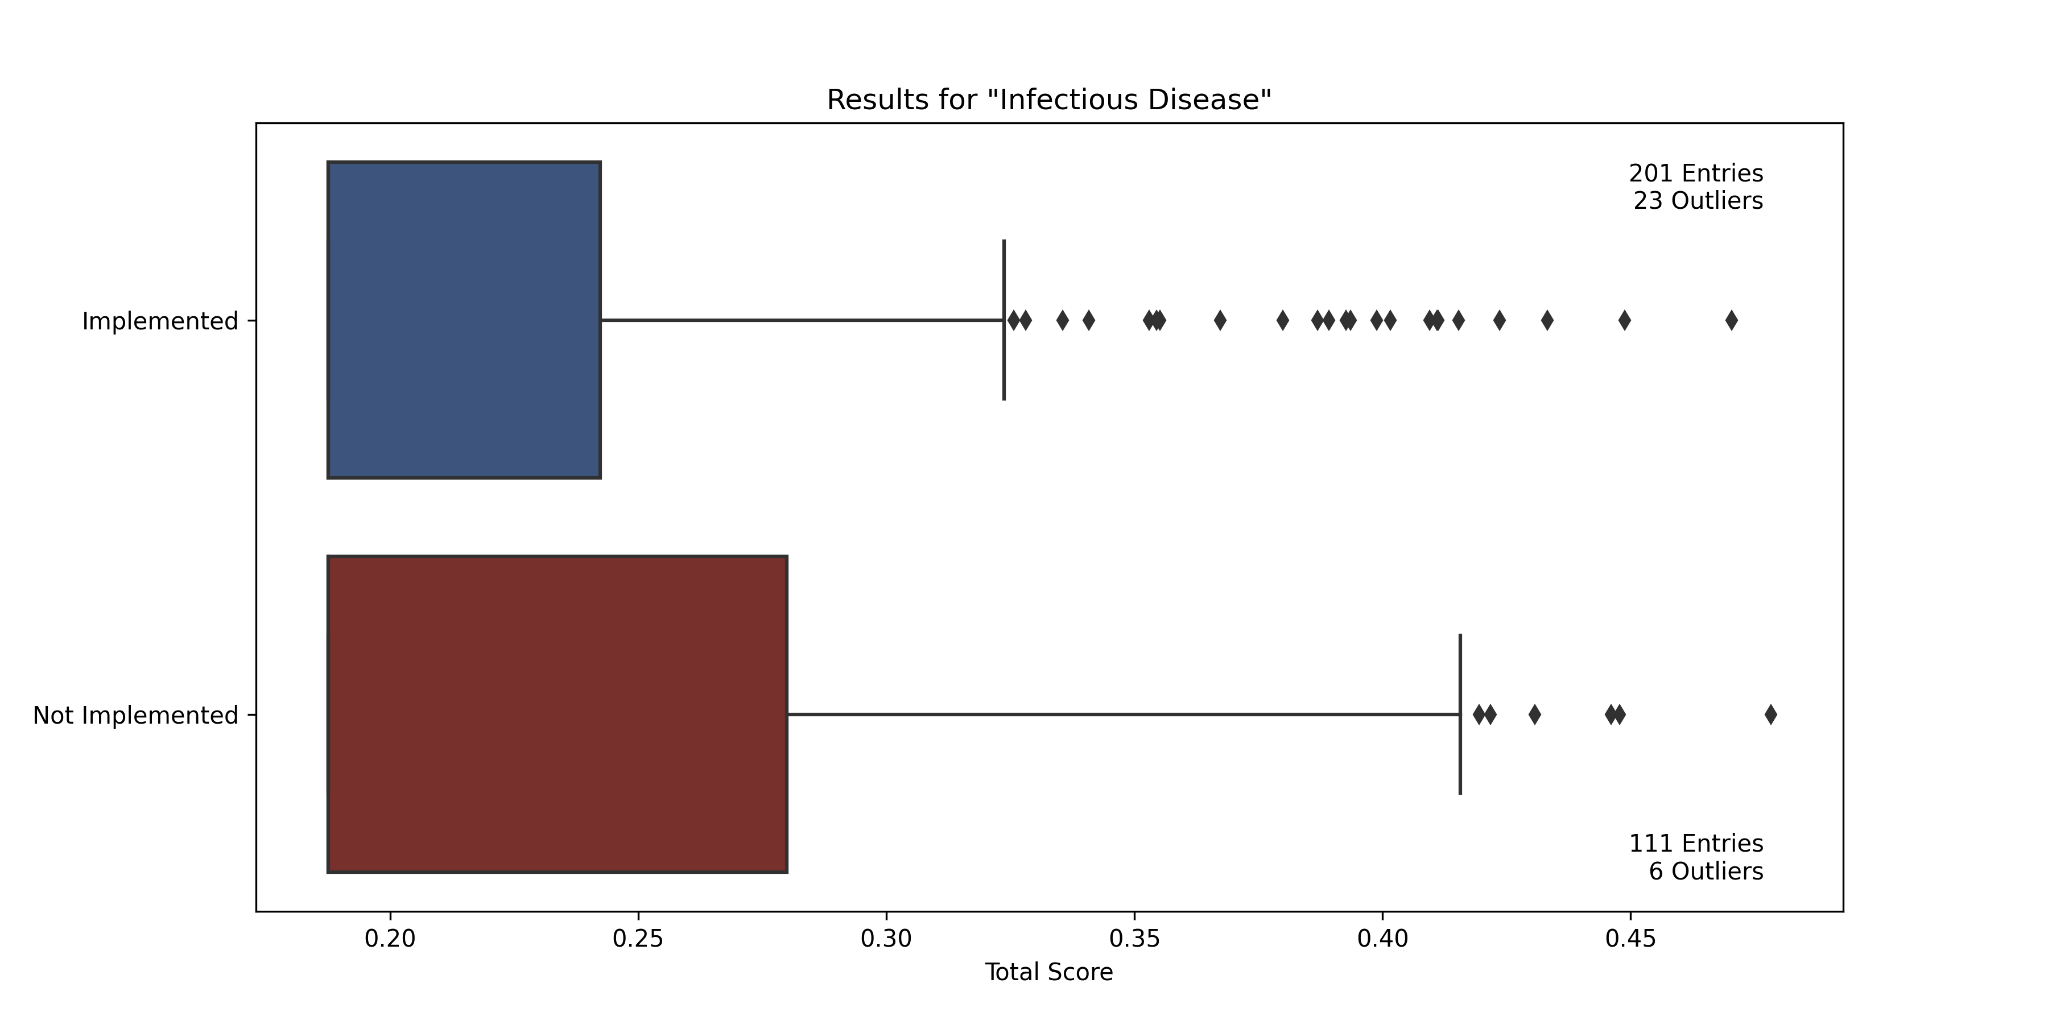 Results for "Infectious Disease"
201 Entries
23 Outliers
Implemented
Not Implemented
111 Entries
6 Outliers
0.20 0.25 0.30 0.35 0.40 0.45
Total Score